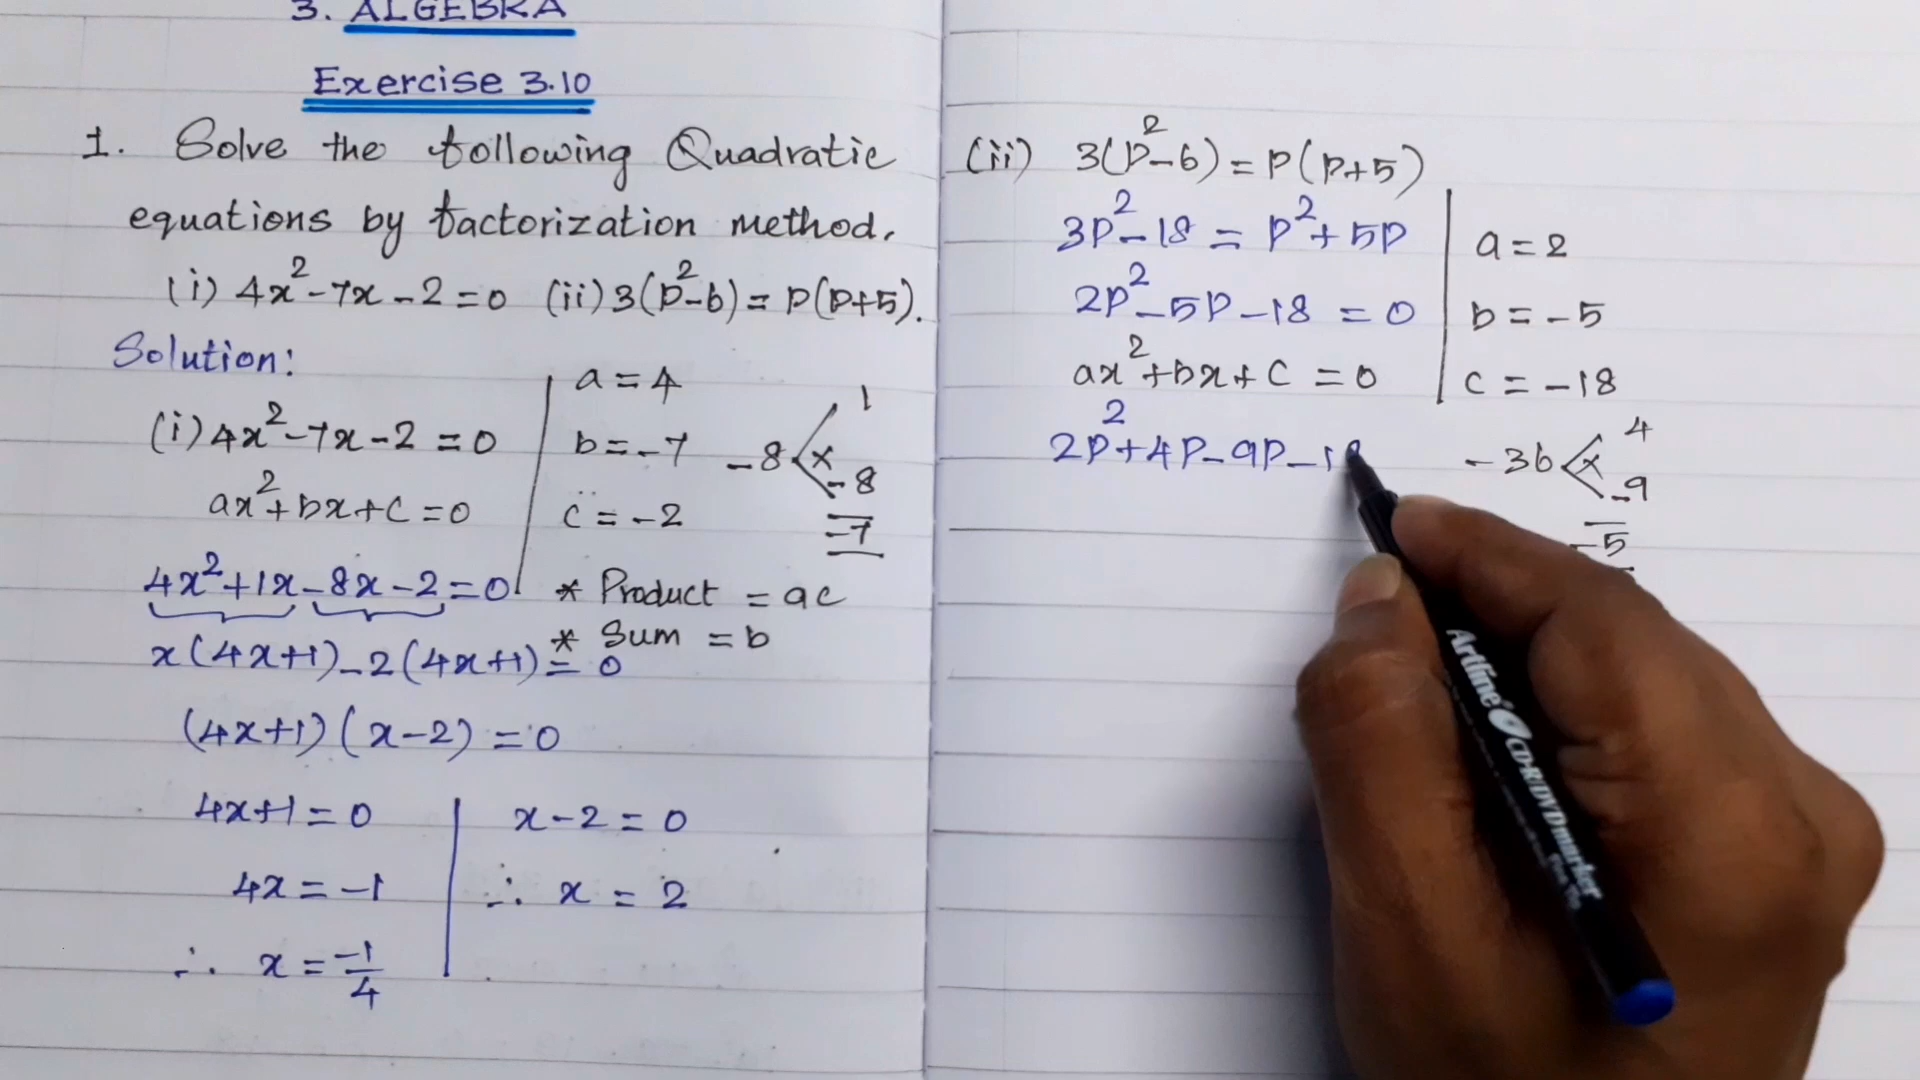 3. ALGEBRA
Exercise 3.10
1. Solve the following Quadratic
equations by factorization method.
(i) 4x²-7x-2=0 (ii) 3(p²-6)=p(p+5).
Solution:
(i) 4x²-7x-2=0
ax²+bx+c=0
4x²+1x-8x-2=0
x(4x+1)-2(4x+1)=0
(4x+1)(x-2)=0
4x+1=0
4x=-1
∴ x=-1/4
x-2=0
∴ x=2
a=4
b=-7
c=-2
-8
1
x
-8
-7
* Product = ac
* Sum = b
(ii) 3(p²-6)=p(p+5)
3p²-18=p²+5p
2p²-5p-18=0
ax²+bx+c=0
2p²+4p-9p-18
a=2
b=-5
c=-18
-36
4
x
-9
-5
Artline CD-R/DVD marker